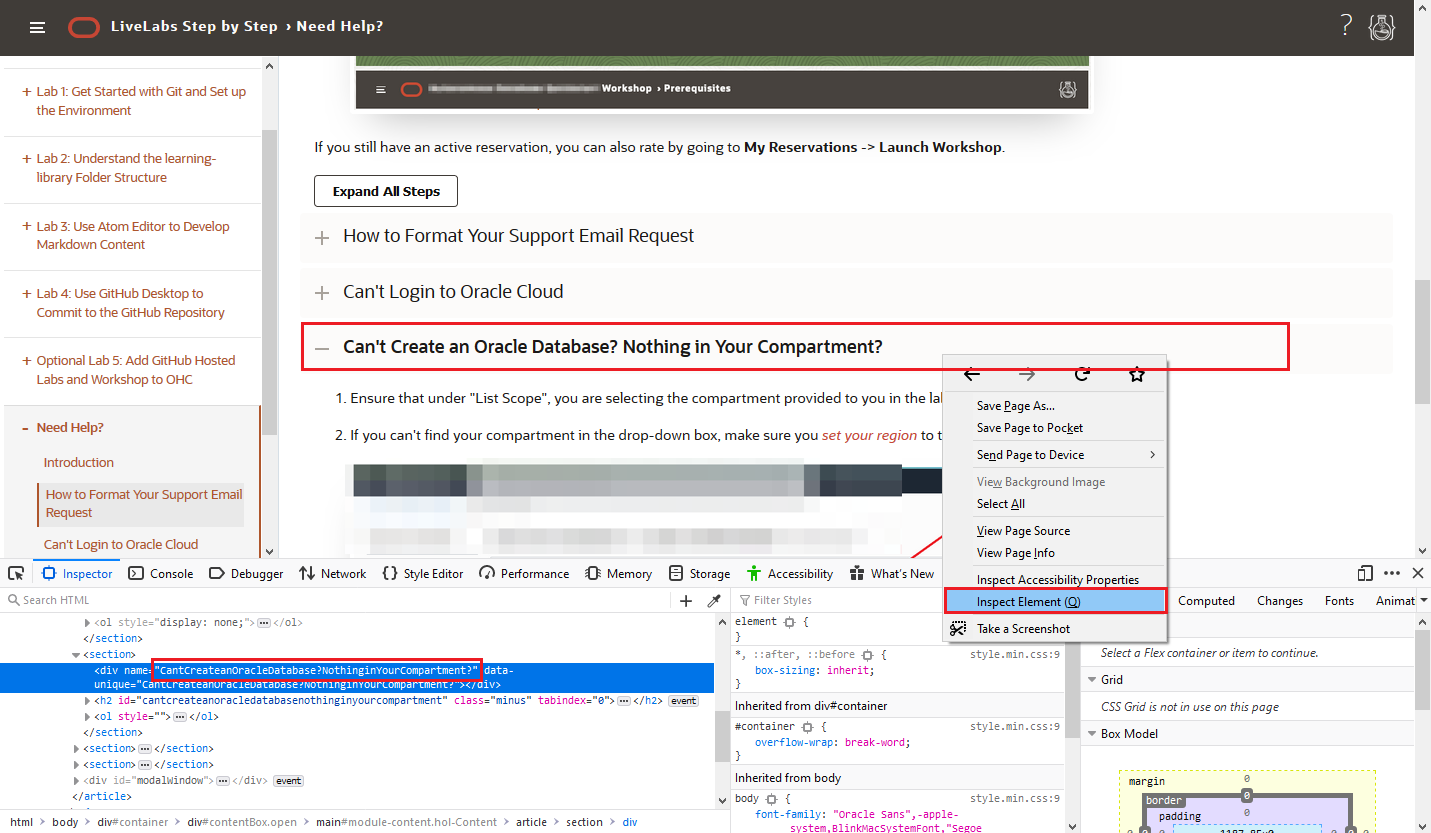 LiveLabs Step by Step › Need Help?
?
+ Lab 1: Get Started with Git and Set up
the Environment
+ Lab 2: Understand the learning-
library Folder Structure
+ Lab 3: Use Atom Editor to Develop
Markdown Content
+ Lab 4: Use GitHub Desktop to
Commit to the GitHub Repository
+ Optional Lab 5: Add GitHub Hosted
Labs and Workshop to OHC
- Need Help?
Introduction
How to Format Your Support Email
Request
Can't Login to Oracle Cloud
Workshop › Prerequisites
If you still have an active reservation, you can also rate by going to My Reservations -> Launch Workshop.
Expand All Steps
+ How to Format Your Support Email Request
+ Can't Login to Oracle Cloud
— Can't Create an Oracle Database? Nothing in Your Compartment?
1. Ensure that under "List Scope", you are selecting the compartment provided to you in the la
2. If you can't find your compartment in the drop-down box, make sure you set your region to t
Save Page As...
Save Page to Pocket
Send Page to Device
View Background Image
Select All
View Page Source
View Page Info
Inspect Accessibility Properties
Inspect Element (Q)
Take a Screenshot
Inspector Console Debugger Network {} Style Editor Performance Memory Storage Accessibility What's New
Search HTML
<ol style="display: none;"></ol>
</section>
<section>
<div name="CantCreateanOracleDatabase?NothinginYourCompartment?" data-
unique="CantCreateanOracleDatabase?NothinginYourCompartment?"></div>
<h2 id="cantcreateanoracledatabasenothinginyourcompartment" class="minus" tabindex="0"></h2> event
<ol style=""></ol>
</section>
<section></section>
<section></section>
<div id="modalWindow"></div> event
</article>
html › body › div#container › div#contentBox.open › main#module-content.hol-Content › article › section › div
Filter Styles
element {
}
*, ::after, ::before { style.min.css:9
box-sizing: inherit;
}
Inherited from div#container
#container { style.min.css:9
overflow-wrap: break-word;
}
Inherited from body
body { style.min.css:9
font-family: "Oracle Sans",-apple-
system,BlinkMacSystemFont,"Segoe
Computed Changes Fonts Animat
Select a Flex container or item to continue.
Grid
CSS Grid is not in use on this page
Box Model
margin 0
border 0
padding 0